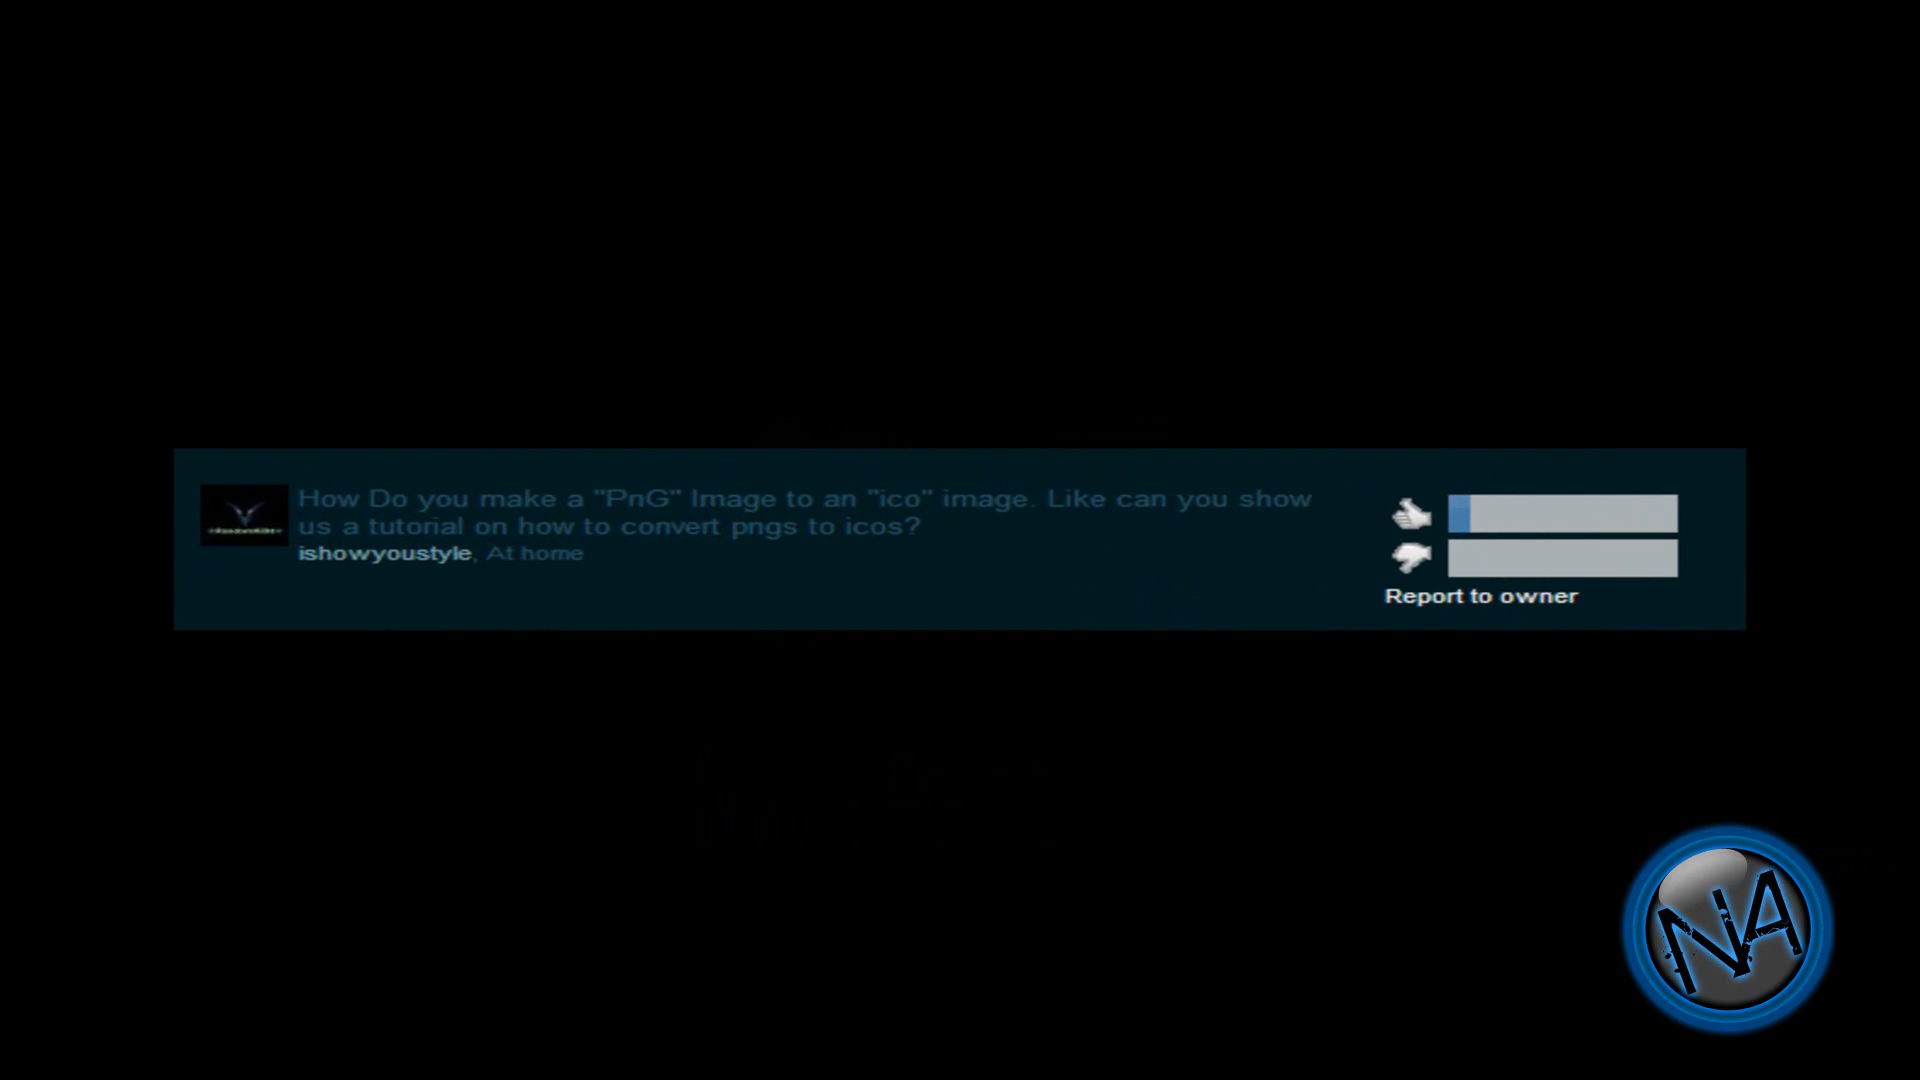 How Do you make a "PnG" Image to an "ico" image. Like can you show
us a tutorial on how to convert pngs to icos?
ishowyoustyle, At home
Report to owner
NA